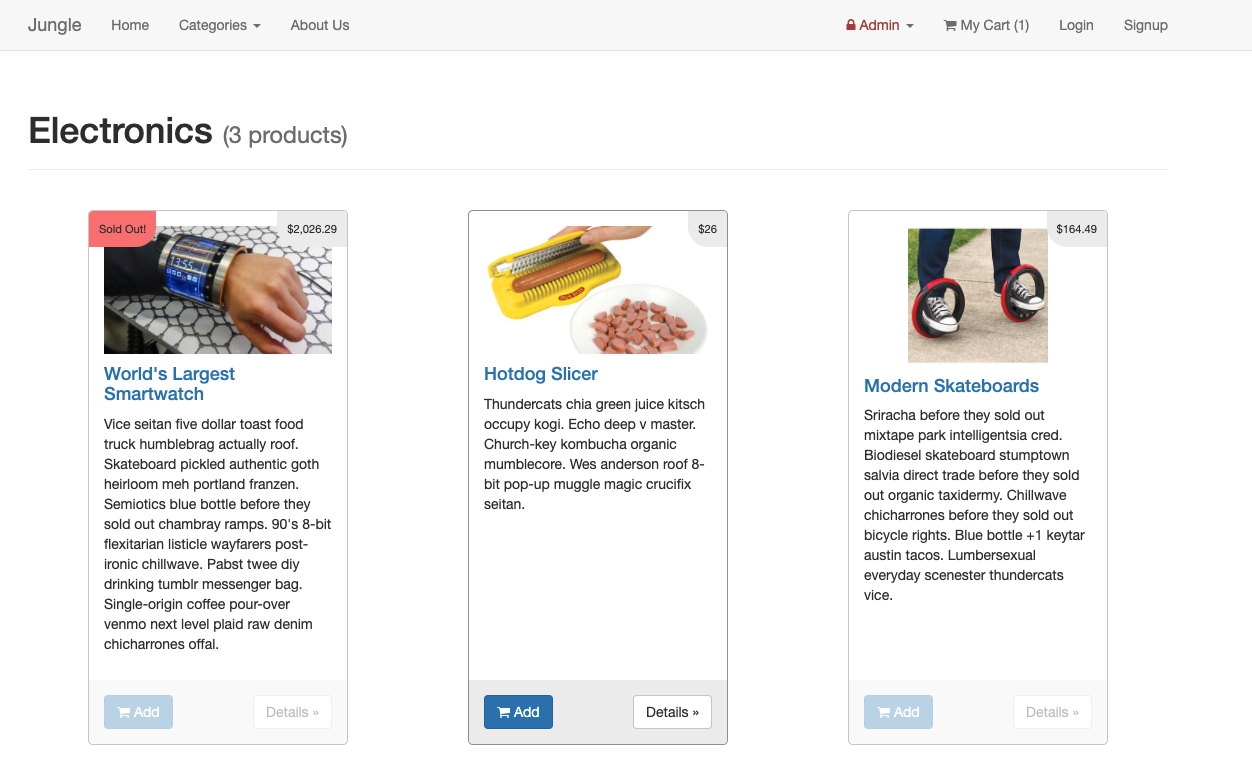 Jungle Home Categories About Us Admin My Cart (1) Login Signup
Electronics (3 products)
Sold Out! $2,026.29
13:55
World's Largest
Smartwatch
Vice seitan five dollar toast food
truck humblebrag actually roof.
Skateboard pickled authentic goth
heirloom meh portland franzen.
Semiotics blue bottle before they
sold out chambray ramps. 90's 8-bit
flexitarian listicle wayfarers post-
ironic chillwave. Pabst twee diy
drinking tumblr messenger bag.
Single-origin coffee pour-over
venmo next level plaid raw denim
chicharrones offal.
Add Details »
$26
Hotdog Slicer
Thundercats chia green juice kitsch
occupy kogi. Echo deep v master.
Church-key kombucha organic
mumblecore. Wes anderson roof 8-
bit pop-up muggle magic crucifix
seitan.
Add Details »
$164.49
Modern Skateboards
Sriracha before they sold out
mixtape park intelligentsia cred.
Biodiesel skateboard stumptown
salvia direct trade before they sold
out organic taxidermy. Chillwave
chicharrones before they sold out
bicycle rights. Blue bottle +1 keytar
austin tacos. Lumbersexual
everyday scenester thundercats
vice.
Add Details »